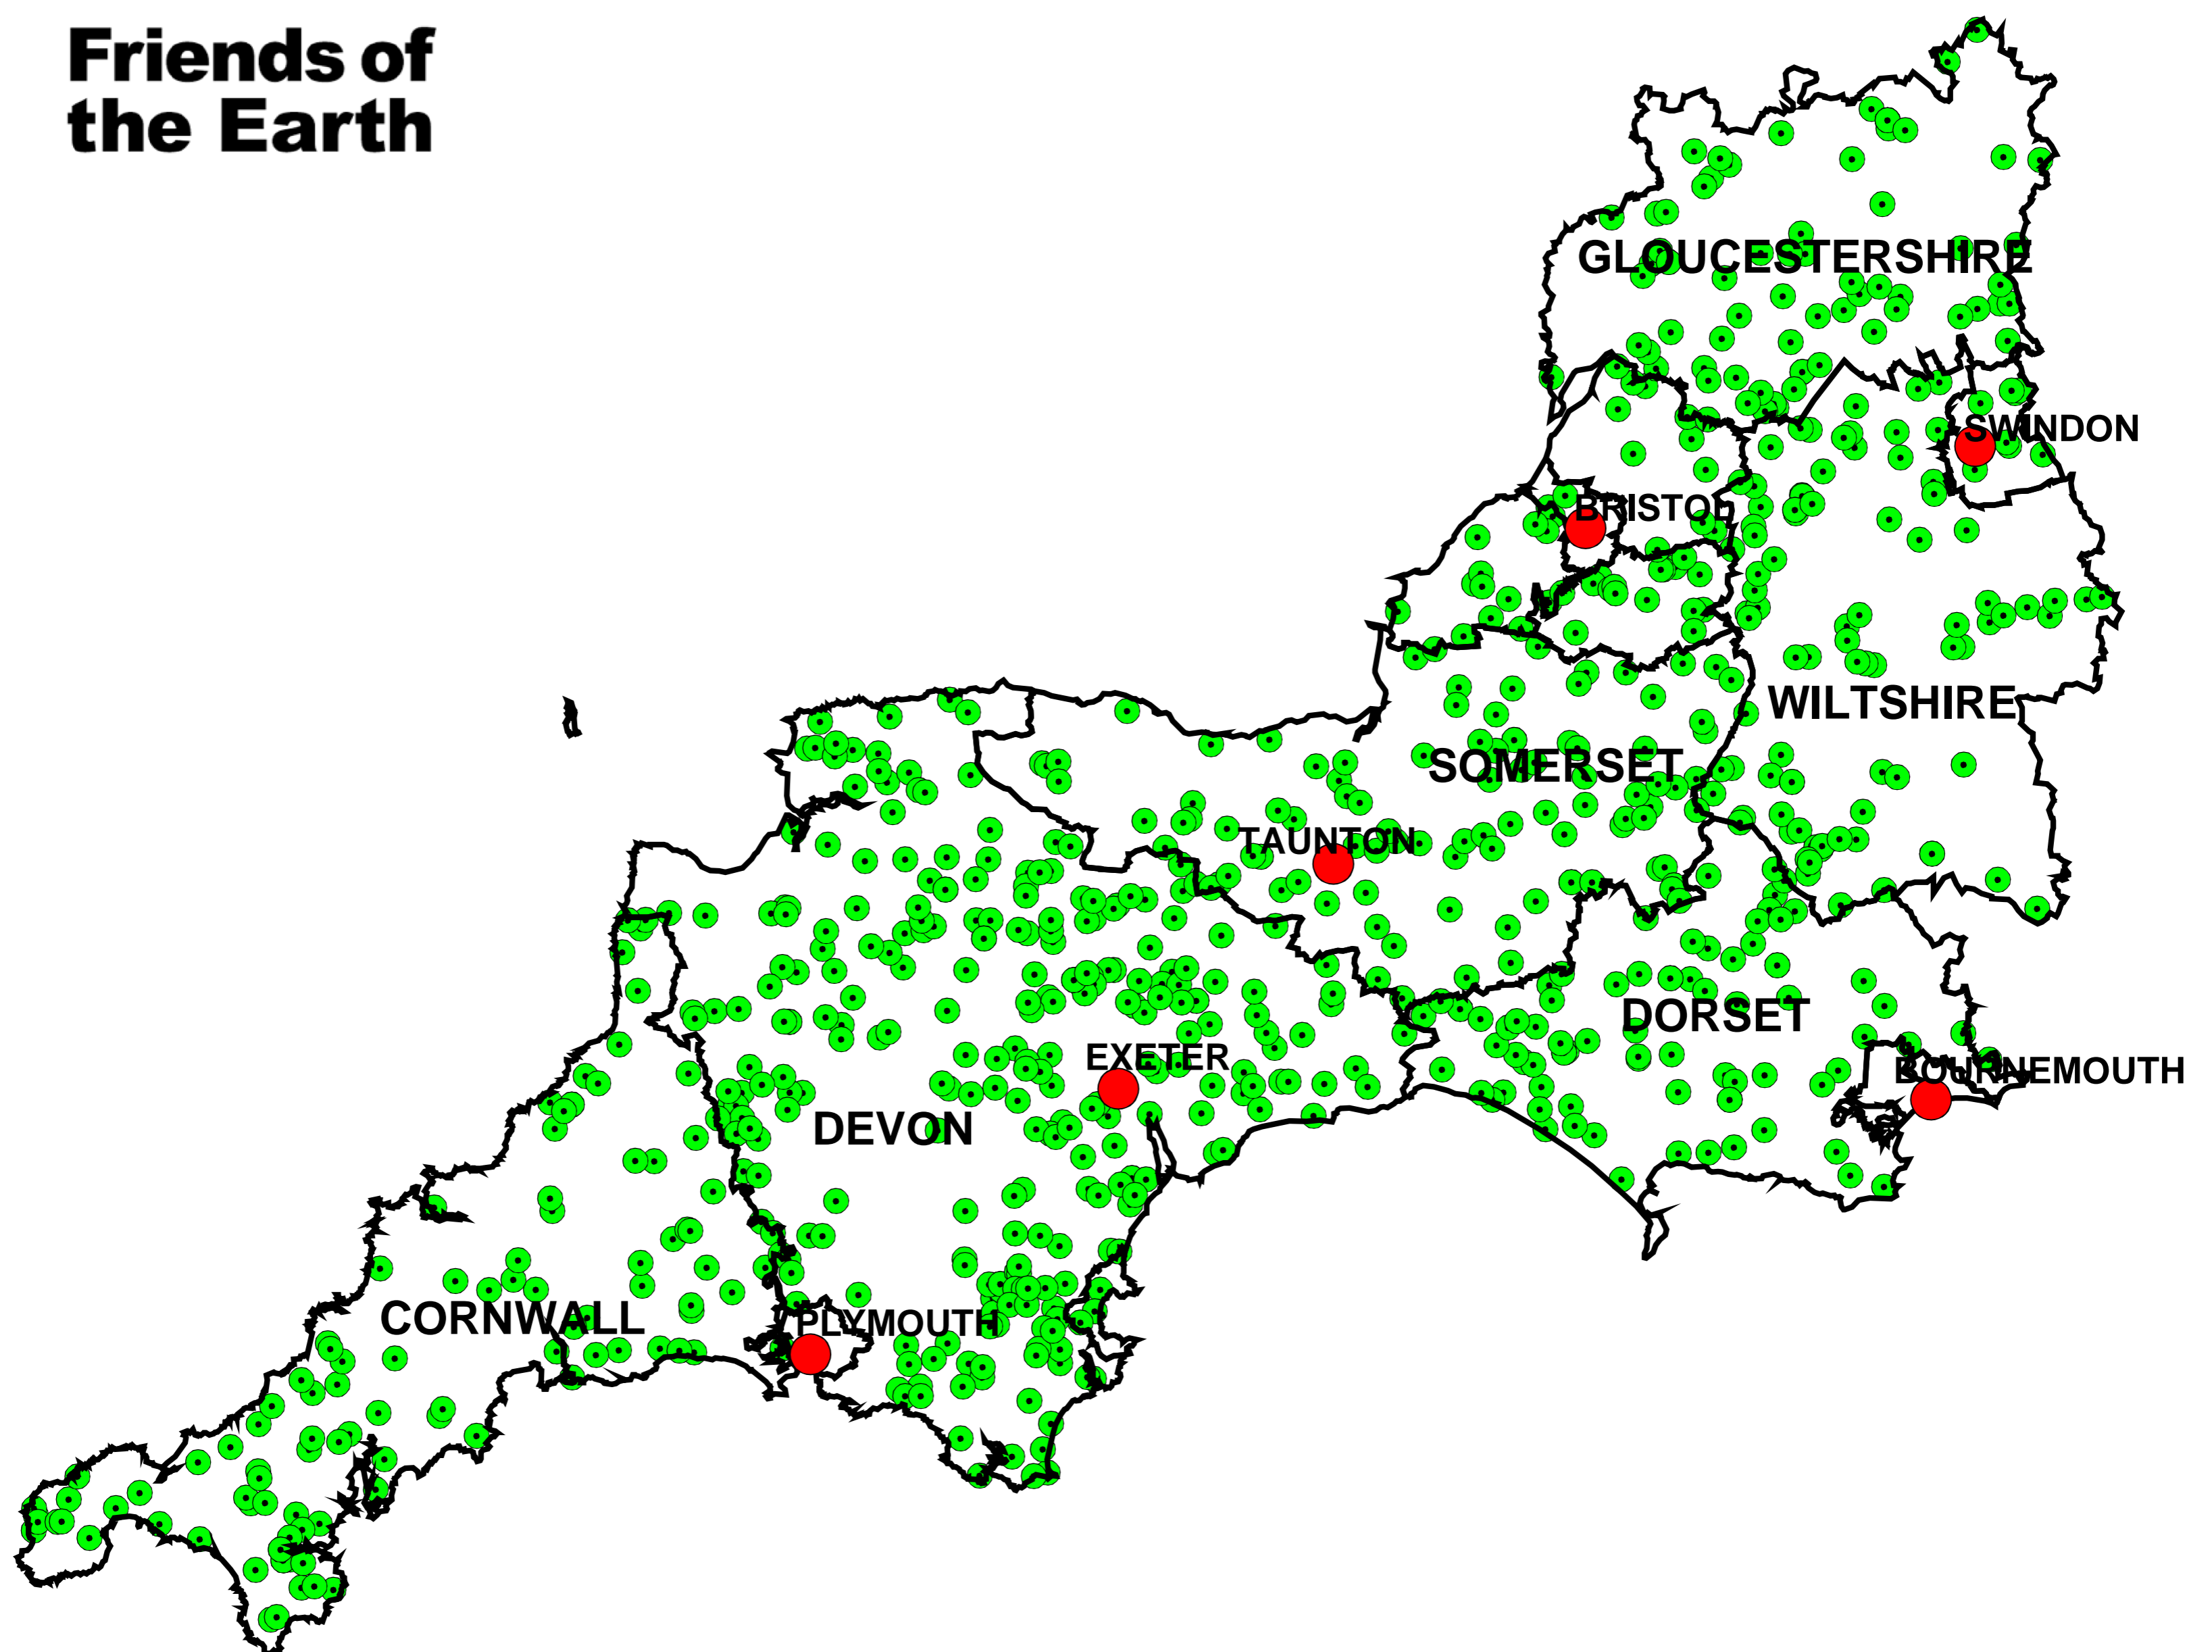 Friends of
the Earth
GLOUCESTERSHIRE
SWINDON
BRISTOL
WILTSHIRE
SOMERSET
TAUNTON
DORSET
EXETER
BOURNEMOUTH
DEVON
CORNWALL
PLYMOUTH